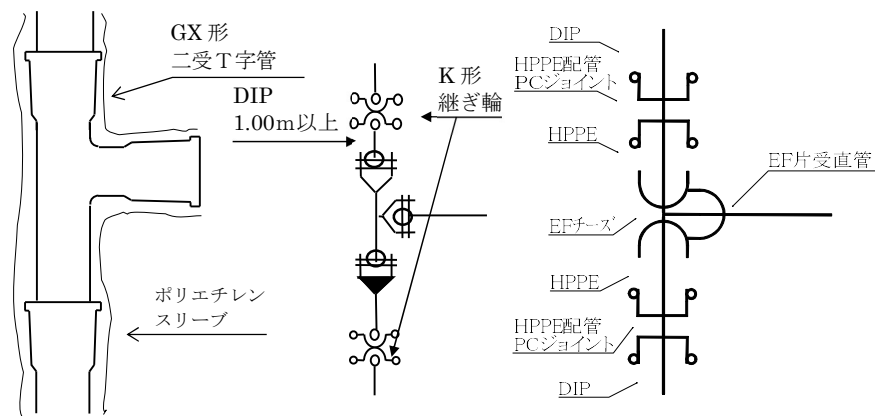 GX 形
二受Ｔ字管
DIP
1.00m以上
ポリエチレン
スリーブ
K 形
継ぎ輪
DIP
HPPE配管
PCジョイント
HPPE
EF片受直管
EFチーズ
HPPE
HPPE配管
PCジョイント
DIP